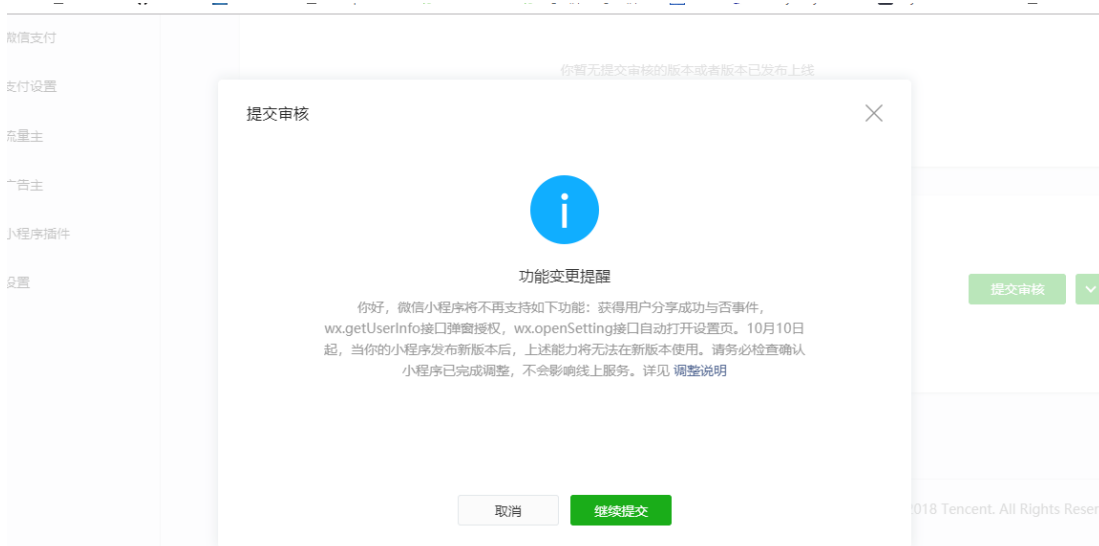 微信支付
你暂无提交审核的版本或者版本已发布上线
支付设置
提交审核
流量主
广告主
小程序插件
功能变更提醒
设置
提交审核
你好，微信小程序将不再支持如下功能：获得用户分享成功与否事件，
wx.getUserInfo接口弹窗授权，wx.openSetting接口自动打开设置页。10月10日
起，当你的小程序发布新版本后，上述能力将无法在新版本使用。请务必检查确认
小程序已完成调整，不会影响线上服务。详见 调整说明
取消
继续提交
2018 Tencent. All Rights Reser